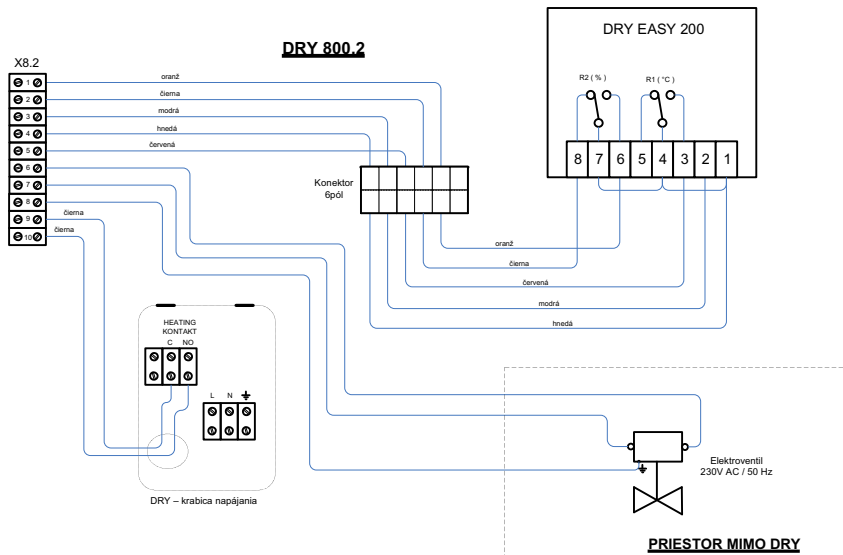 DRY 800.2
DRY EASY 200
X8.2
R2 ( % )
R1 ( °C )
1
2
3
4
5
6
7
8
9
10
oranž
čierna
modrá
hnedá
červená
čierna
čierna
8 7 6 5 4 3 2 1
Konektor
6pól
oranž
čierna
červená
modrá
hnedá
HEATING
KONTAKT
C NO
L N
DRY – krabica napájania
Elektroventil
230V AC / 50 Hz
PRIESTOR MIMO DRY